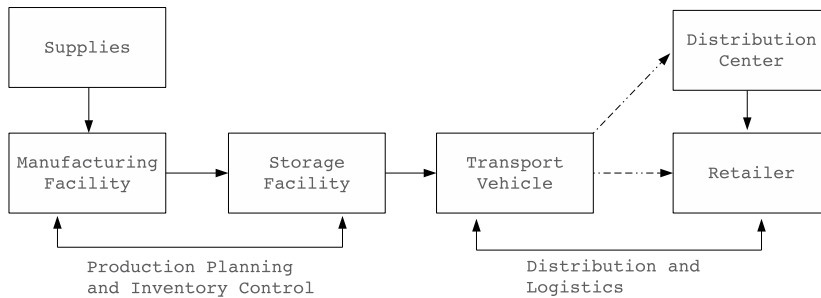 Supplies
Distribution
Center
Manufacturing
Facility
Storage
Facility
Transport
Vehicle
Retailer
Production Planning
and Inventory Control
Distribution and
Logistics